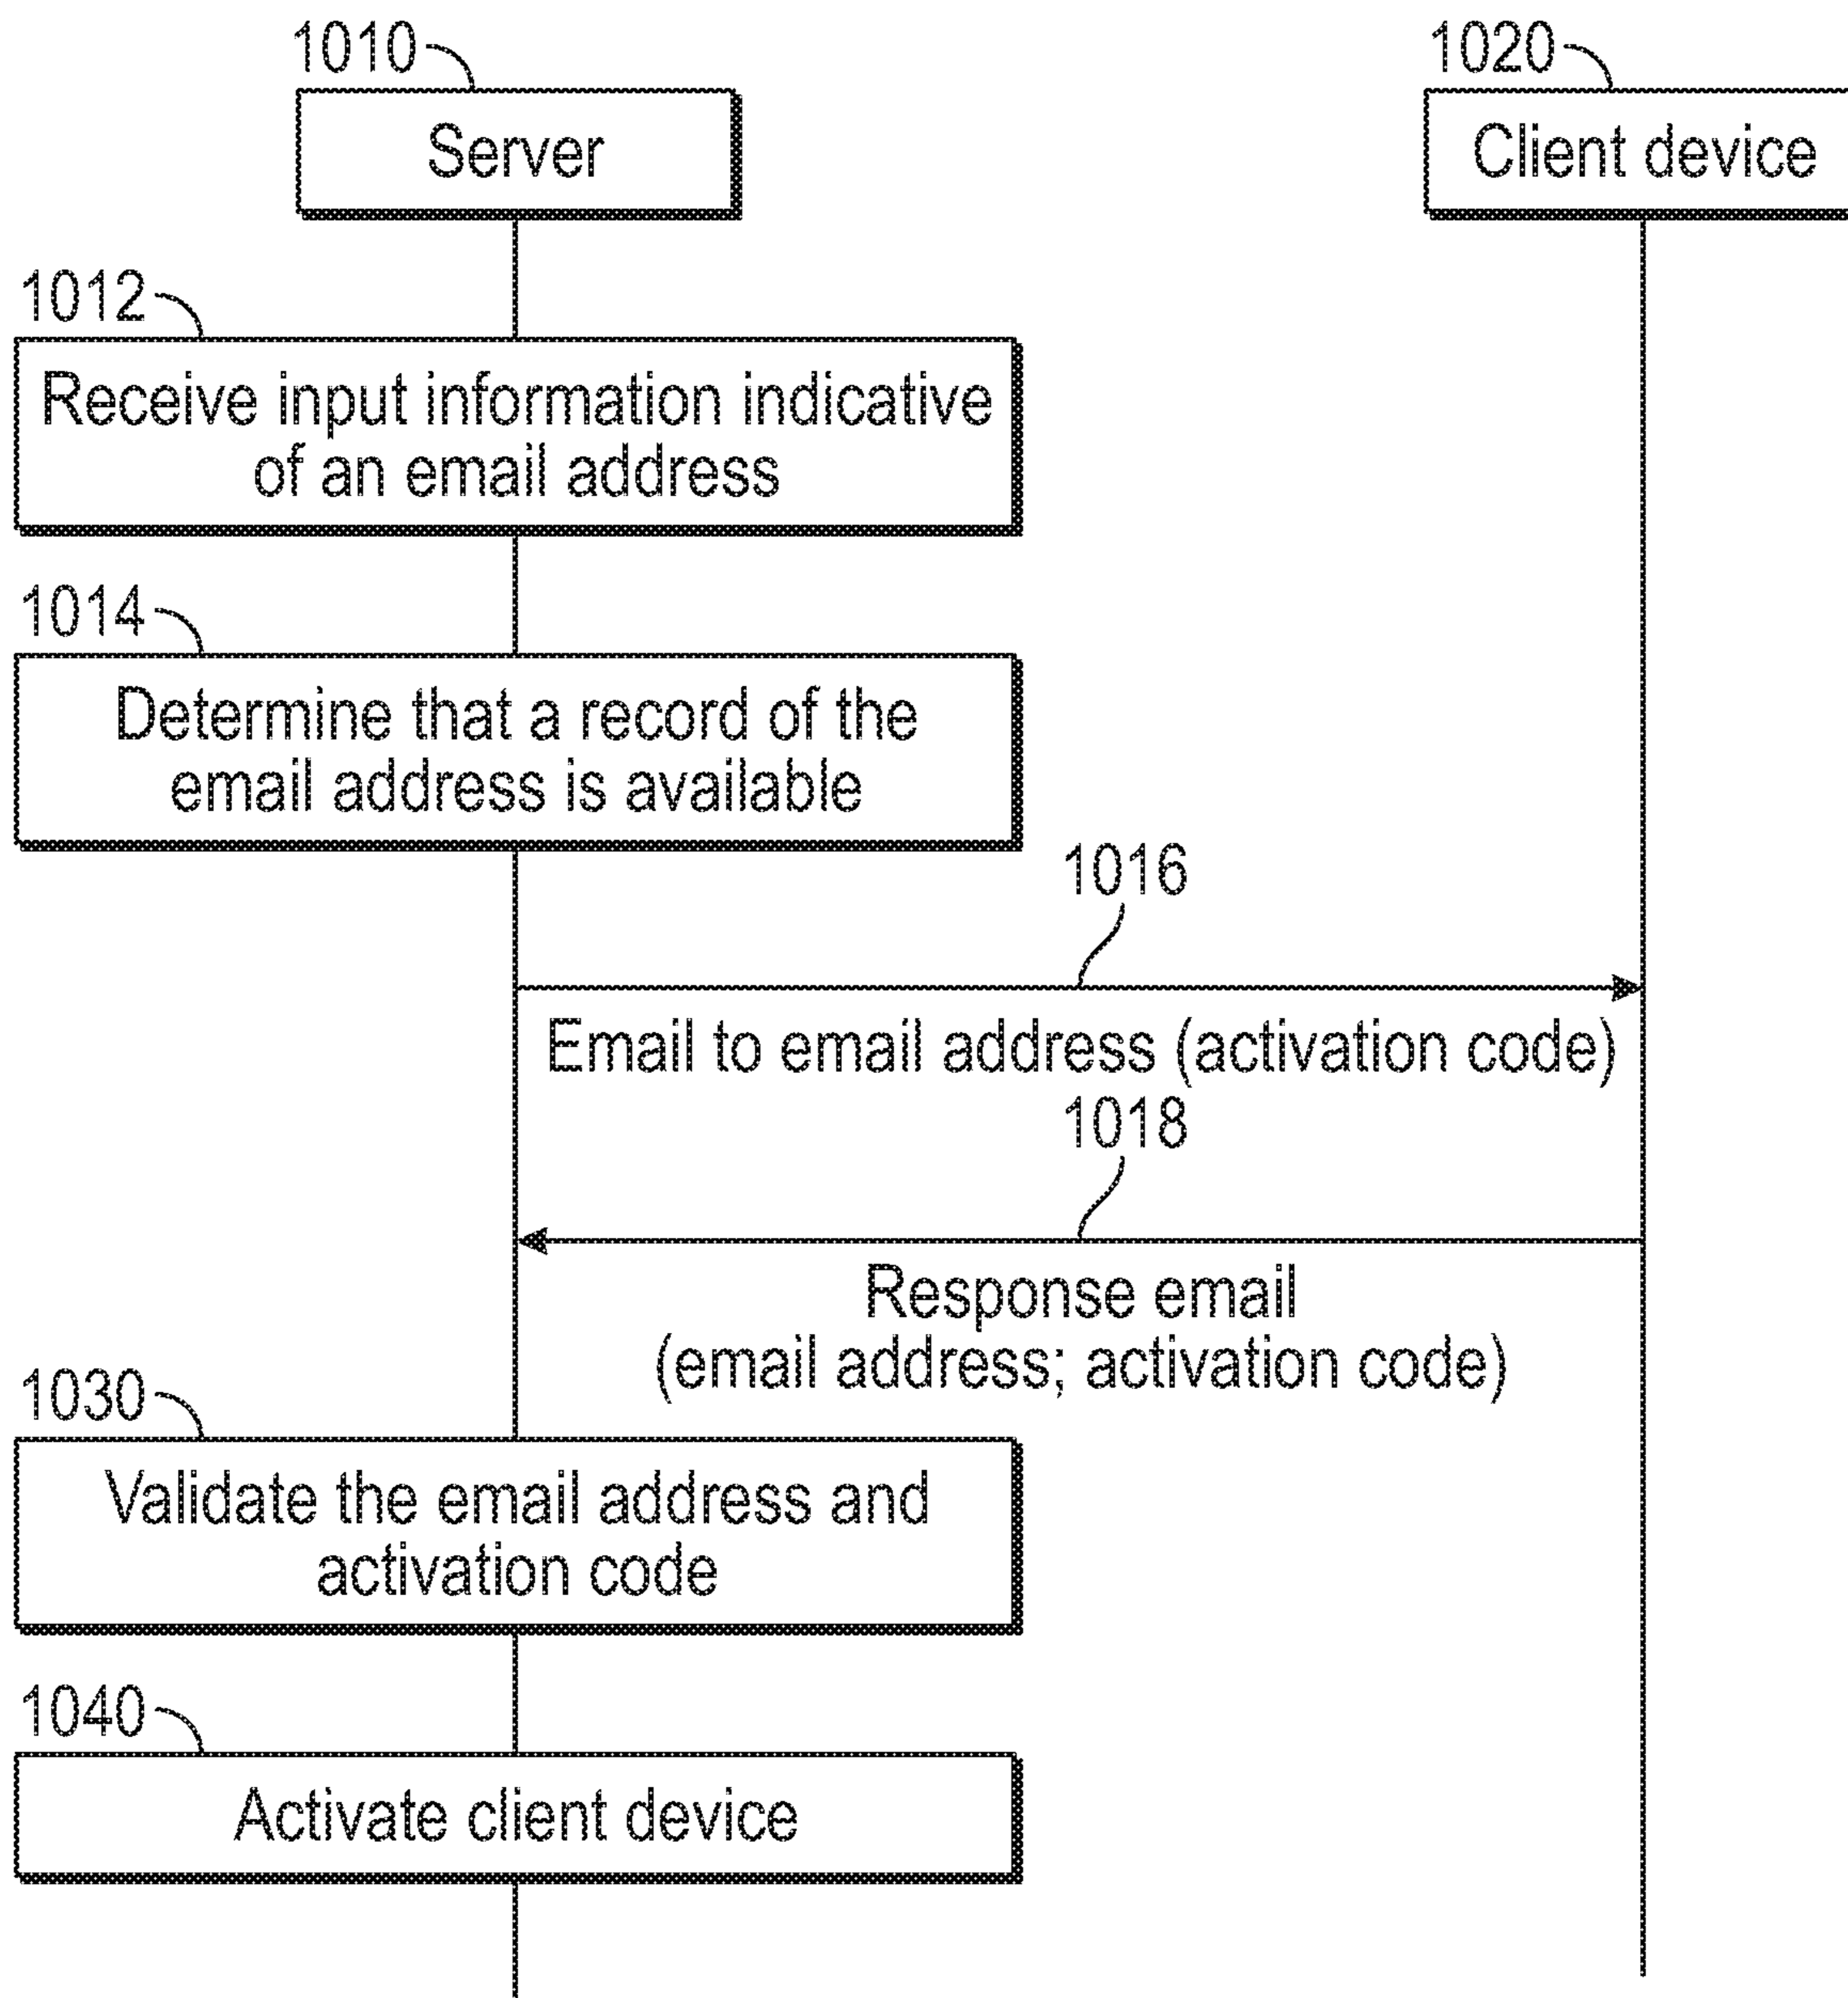 1010
1020
Server
Client device
1012
Receive input information indicative
of an email address
1014
Determine that a record of the
email address is available
1016
Email to email address (activation code)
1018
Response email
(email address; activation code)
1030
Validate the email address and
activation code
1040
Activate client device